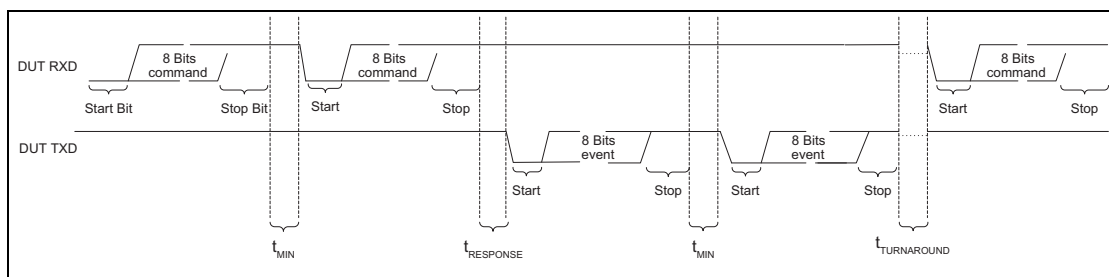 DUT RXD
8 Bits
command
8 Bits
command
8 Bits
command
Start Bit
Stop Bit
Start
Stop
Start
Stop
DUT TXD
8 Bits
event
8 Bits
event
Start
Stop
Start
Stop
tMIN
tRESPONSE
tMIN
tTURNAROUND